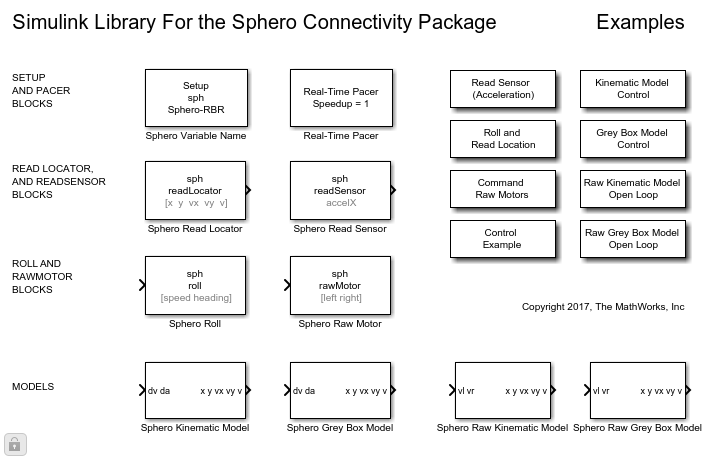 Simulink Library For the Sphero Connectivity Package
Examples
SETUP
AND PACER
BLOCKS
Setup
sph
Sphero-RBR
Sphero Variable Name
Real-Time Pacer
Speedup = 1
Real-Time Pacer
Read Sensor
(Acceleration)
Kinematic Model
Control
Roll and
Read Location
Grey Box Model
Control
READ LOCATOR,
AND READSENSOR
BLOCKS
sph
readLocator
[x y vx vy v]
Sphero Read Locator
sph
readSensor
accelX
Sphero Read Sensor
Command
Raw Motors
Raw Kinematic Model
Open Loop
Control
Example
Raw Grey Box Model
Open Loop
ROLL AND
RAWMOTOR
BLOCKS
sph
roll
[speed heading]
Sphero Roll
sph
rawMotor
[left right]
Sphero Raw Motor
Copyright 2017, The MathWorks, Inc
MODELS
dv da x y vx vy v
Sphero Kinematic Model
dv da x y vx vy v
Sphero Grey Box Model
vl vr x y vx vy v
Sphero Raw Kinematic Model
vl vr x y vx vy v
Sphero Raw Grey Box Model